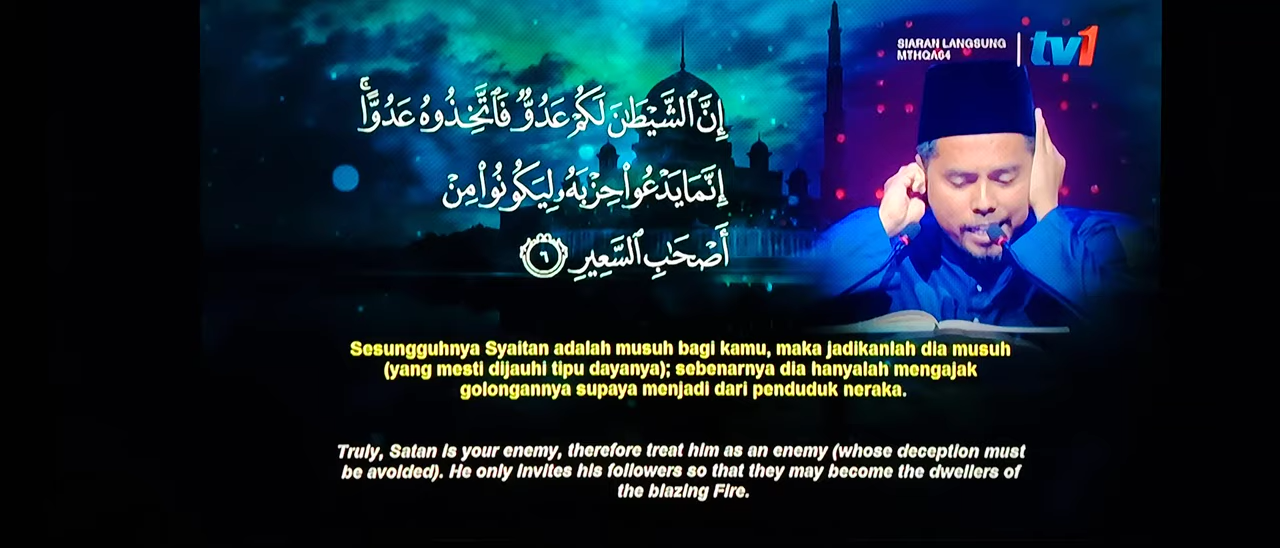 SIARAN LANGSUNG
MTHQA64
tv1
إِنَّ ٱلشَّيْطَٰنَ لَكُمْ عَدُوٌّ فَٱتَّخِذُوهُ عَدُوًّا ۚ
إِنَّمَا يَدْعُوا۟ حِزْبَهُۥ لِيَكُونُوا۟ مِنْ
أَصْحَٰبِ ٱلسَّعِيرِ ٦
Sesungguhnya Syaitan adalah musuh bagi kamu, maka jadikanlah dia musuh
(yang mesti dijauhi tipu dayanya); sebenarnya dia hanyalah mengajak
golongannya supaya menjadi dari penduduk neraka.
Truly, Satan is your enemy, therefore treat him as an enemy (whose deception must
be avoided). He only invites his followers so that they may become the dwellers of
the blazing Fire.